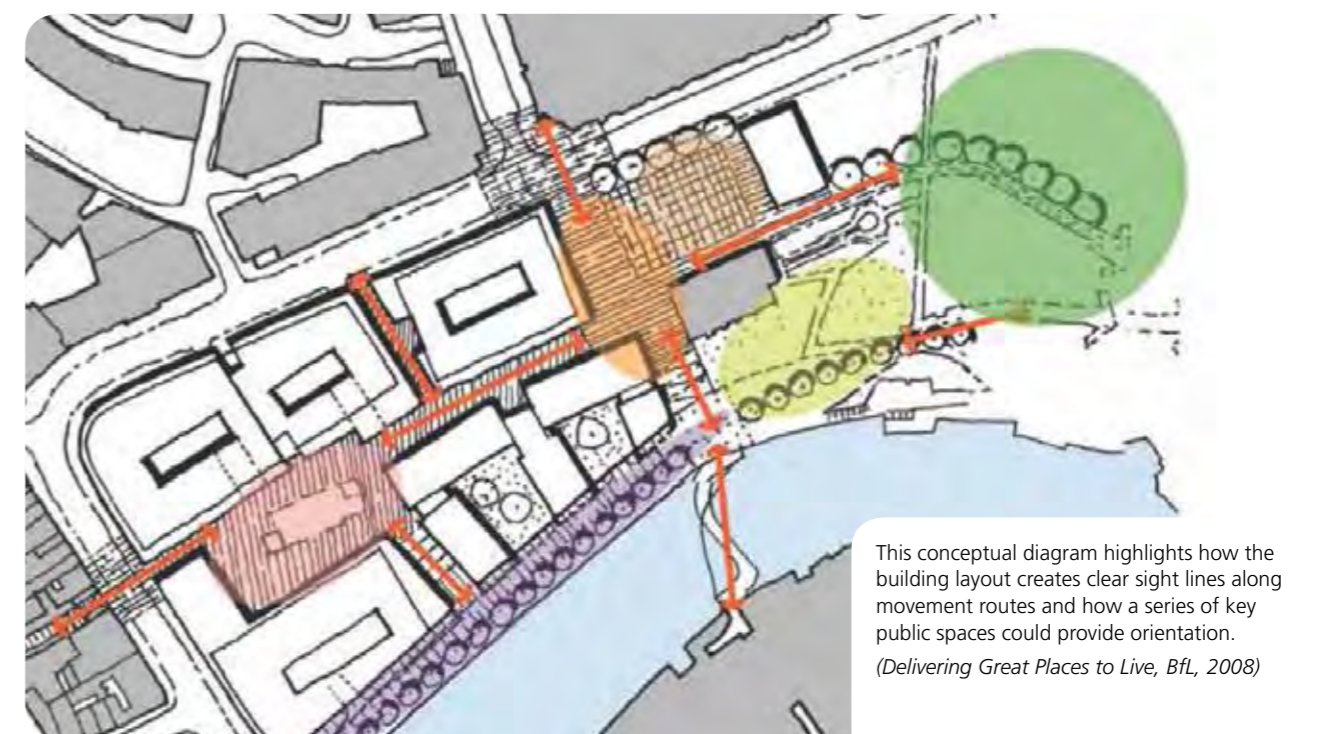 This conceptual diagram highlights how the
building layout creates clear sight lines along
movement routes and how a series of key
public spaces could provide orientation.
(Delivering Great Places to Live, BfL, 2008)